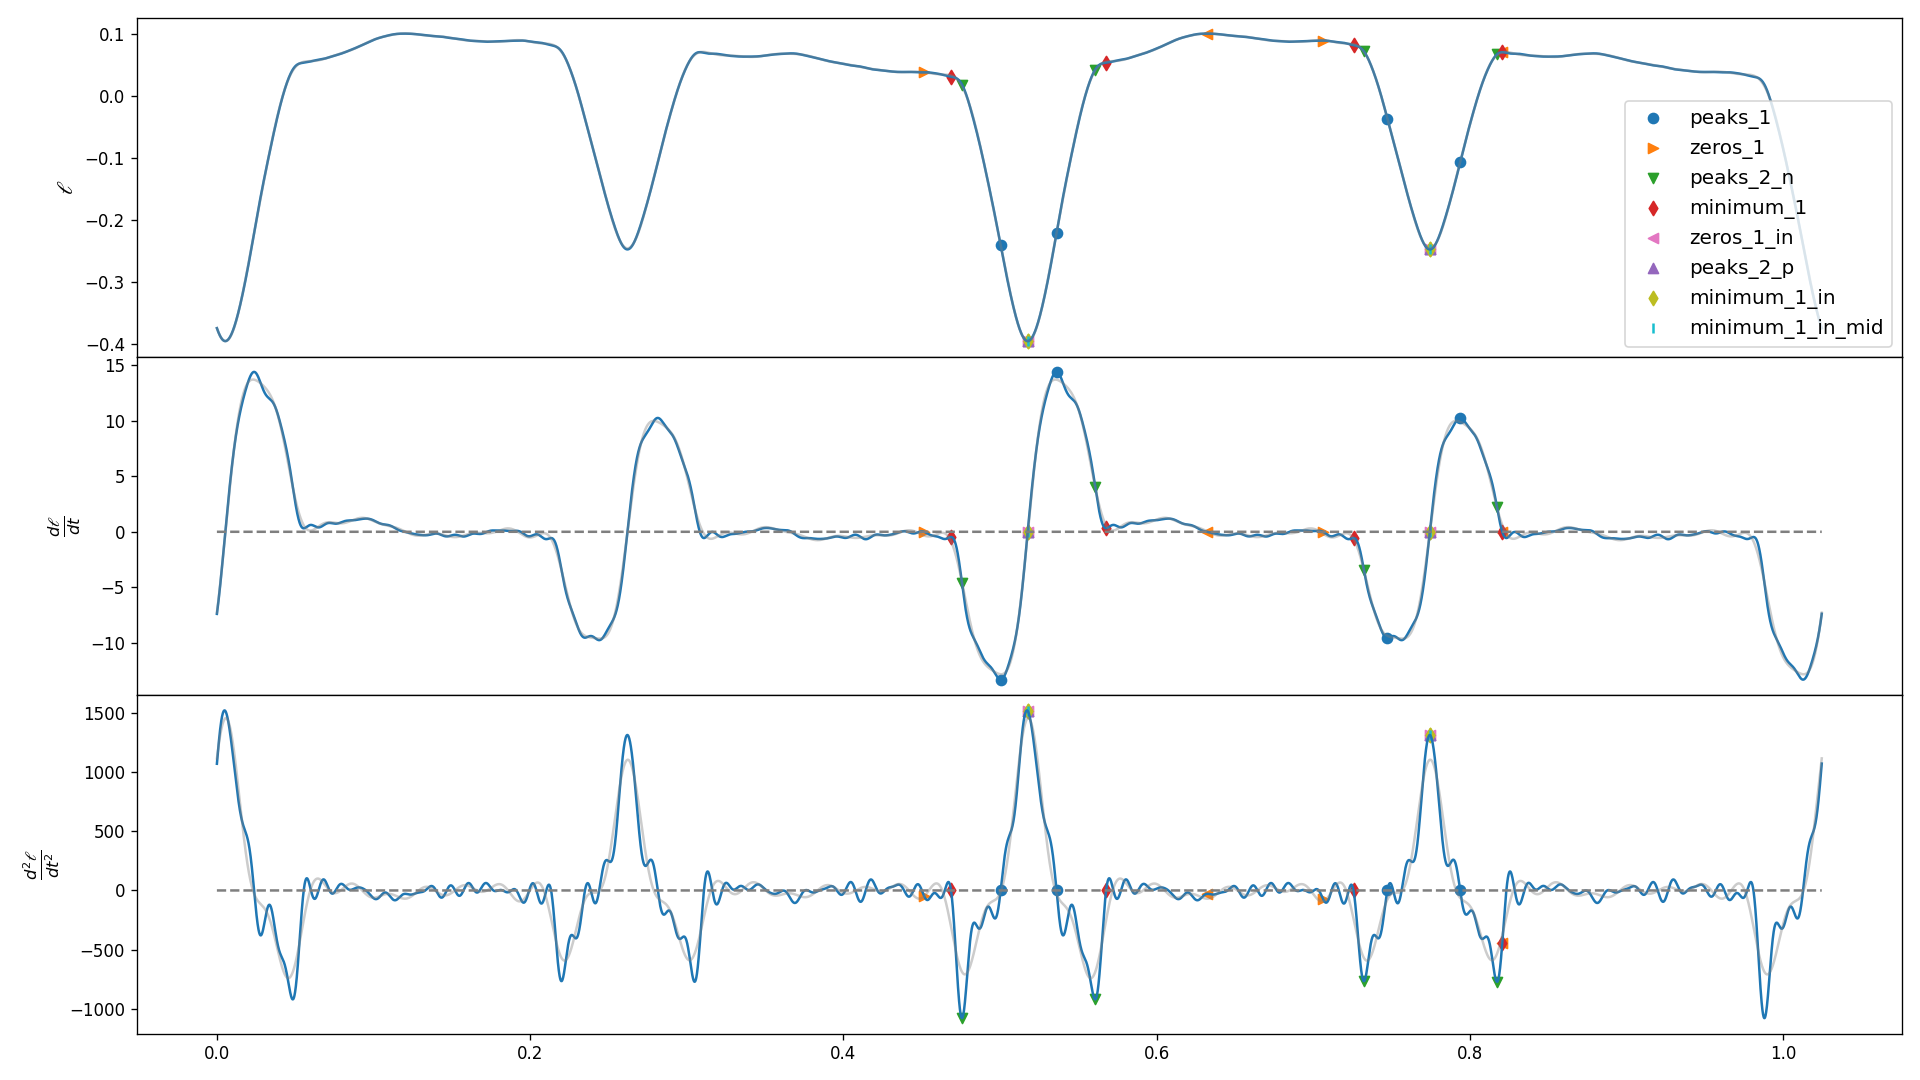 0.1
0.0
−0.1
−0.2
−0.3
−0.4
ℓ
peaks_1
zeros_1
peaks_2_n
minimum_1
zeros_1_in
peaks_2_p
minimum_1_in
minimum_1_in_mid
15
10
5
0
−5
−10
dℓ
dt
1500
1000
500
0
−500
−1000
d²ℓ
dt²
0.0 0.2 0.4 0.6 0.8 1.0